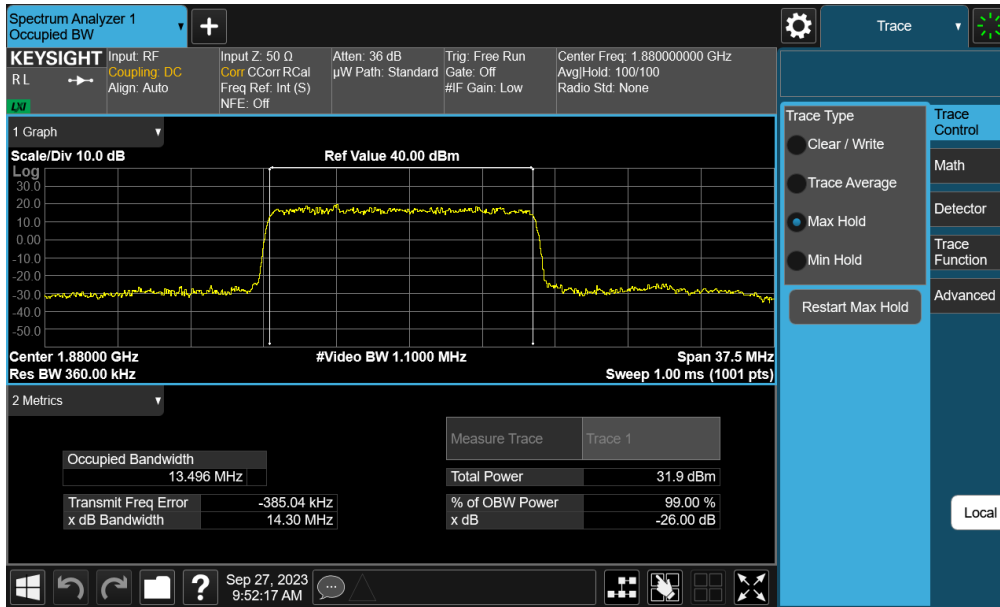 Spectrum Analyzer 1
Occupied BW
Trace
KEYSIGHT
R L
LXI
Input: RF
Coupling: DC
Align: Auto
Input Z: 50 Ω
Corr CCorr RCal
Freq Ref: Int (S)
NFE: Off
Atten: 36 dB
µW Path: Standard
Trig: Free Run
Gate: Off
#IF Gain: Low
Center Freq: 1.880000000 GHz
Avg|Hold: 100/100
Radio Std: None
1 Graph
Scale/Div 10.0 dB
Ref Value 40.00 dBm
Log
30.0
20.0
10.0
0.00
-10.0
-20.0
-30.0
-40.0
-50.0
Center 1.88000 GHz
#Video BW 1.1000 MHz
Span 37.5 MHz
Res BW 360.00 kHz
Sweep 1.00 ms (1001 pts)
2 Metrics
Measure Trace
Trace 1
Occupied Bandwidth
13.496 MHz
Total Power
31.9 dBm
Transmit Freq Error
-385.04 kHz
% of OBW Power
99.00 %
x dB Bandwidth
14.30 MHz
x dB
-26.00 dB
Trace Type
Clear / Write
Trace Average
Max Hold
Min Hold
Restart Max Hold
Trace
Control
Math
Detector
Trace
Function
Advanced
Local
?
Sep 27, 2023
9:52:17 AM